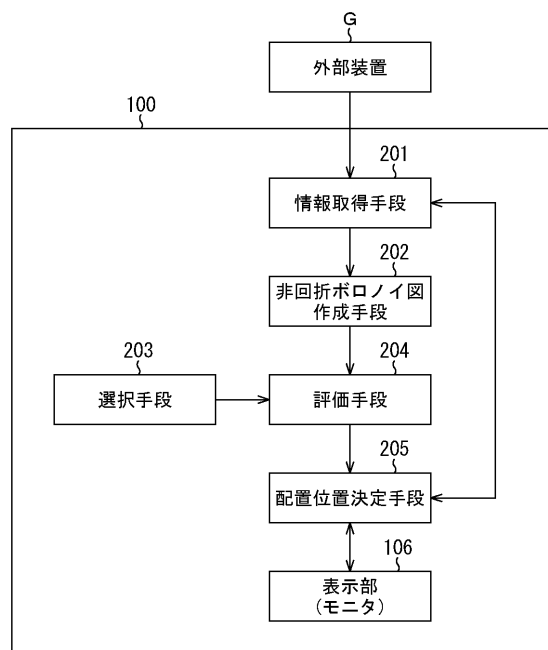 G
外部装置
100
201
情報取得手段
202
非回折ボロノイ図
作成手段
203
選択手段
204
評価手段
205
配置位置決定手段
106
表示部
(モニタ)